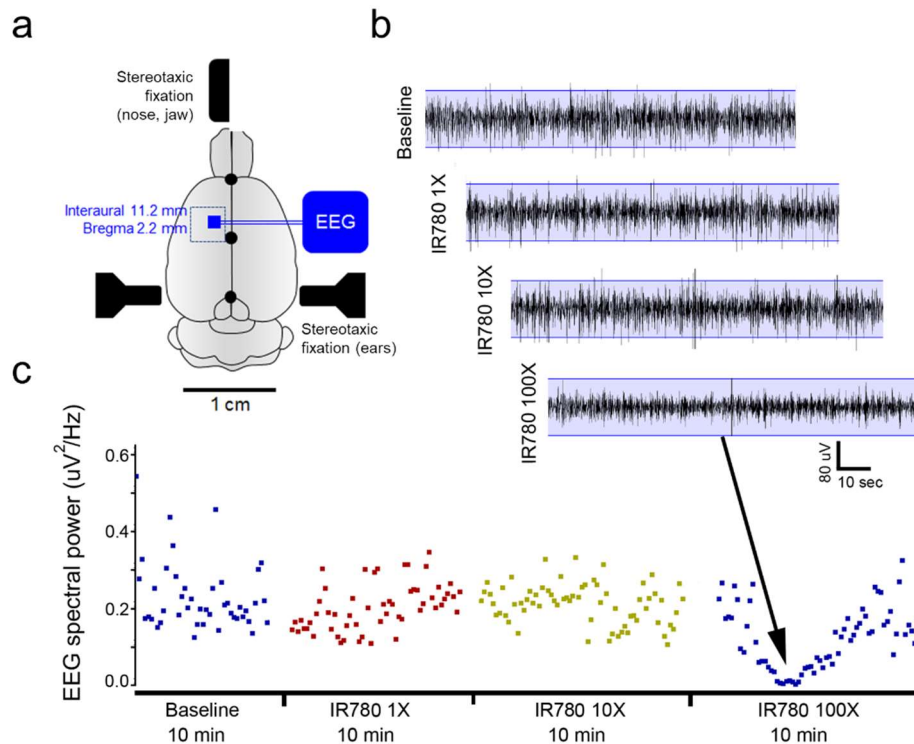 a
Stereotaxic
fixation
(nose, jaw)
Interaural 11.2 mm
Bregma 2.2 mm
EEG
Stereotaxic
fixation (ears)
1 cm
b
Baseline
IR780 1X
IR780 10X
IR780 100X
80 uV
10 sec
c
EEG spectral power (uV²/Hz)
0.6
0.4
0.2
0.0
Baseline
10 min
IR780 1X
10 min
IR780 10X
10 min
IR780 100X
10 min